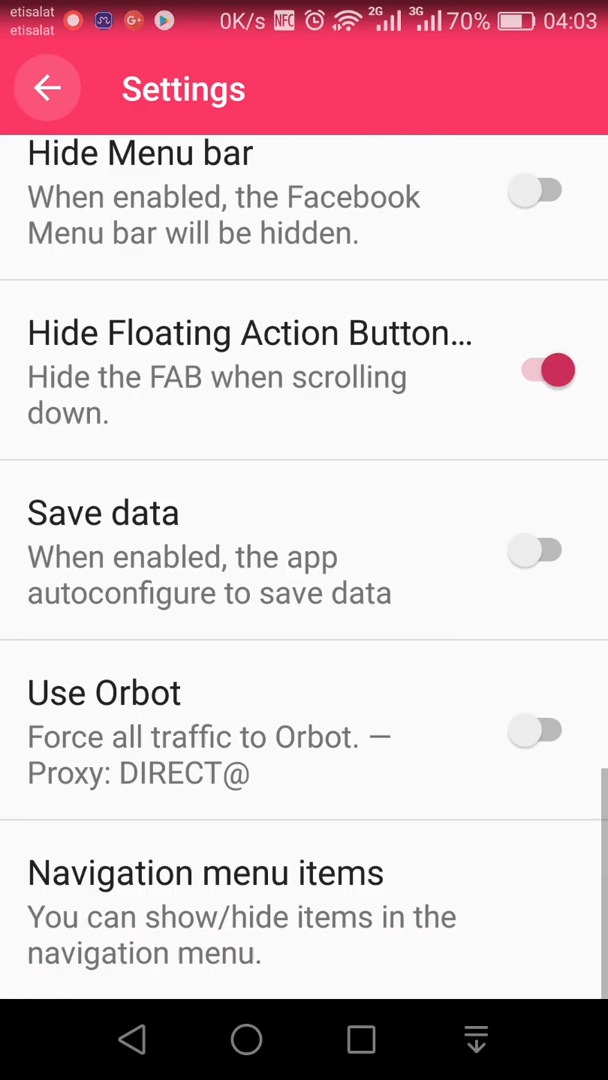 etisalat
etisalat
G+
0K/s NFC 2G 3G 70% 04:03
Settings
Hide Menu bar
When enabled, the Facebook
Menu bar will be hidden.
Hide Floating Action Button...
Hide the FAB when scrolling
down.
Save data
When enabled, the app
autoconfigure to save data
Use Orbot
Force all traffic to Orbot. —
Proxy: DIRECT@
Navigation menu items
You can show/hide items in the
navigation menu.